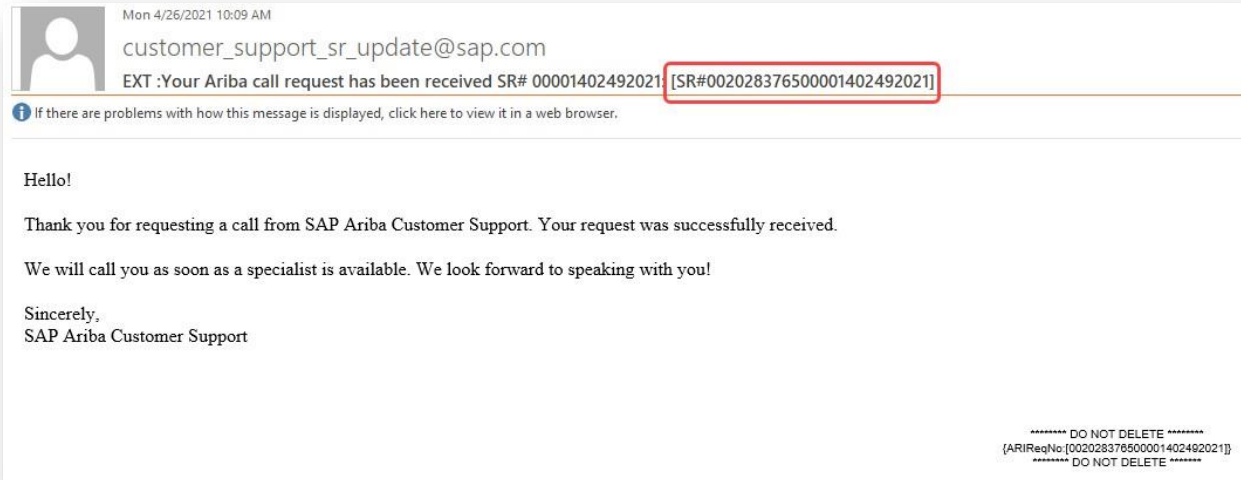 Mon 4/26/2021 10:09 AM
customer_support_sr_update@sap.com
EXT :Your Ariba call request has been received SR# 00001402492021: [SR#002028376500001402492021]
If there are problems with how this message is displayed, click here to view it in a web browser.
Hello!
Thank you for requesting a call from SAP Ariba Customer Support. Your request was successfully received.
We will call you as soon as a specialist is available. We look forward to speaking with you!
Sincerely,
SAP Ariba Customer Support
******** DO NOT DELETE ********
{ARIReqNo:[002028376500001402492021]}
******** DO NOT DELETE *******